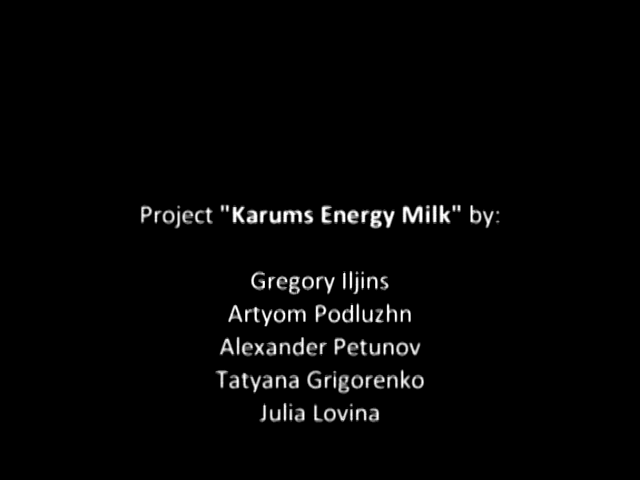 Project "Karums Energy Milk" by:
Gregory Iljins
Artyom Podluzhn
Alexander Petunov
Tatyana Grigorenko
Julia Lovina